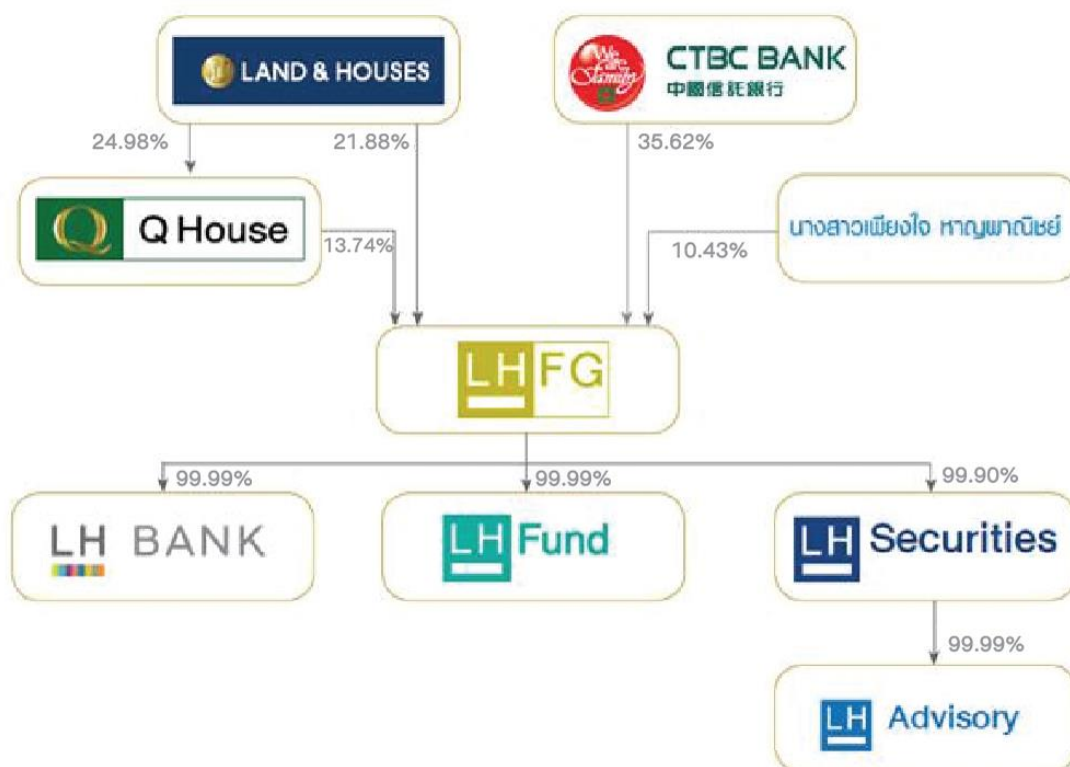 LAND & HOUSES
We are family
CTBC BANK
中國信託銀行
24.98%
21.88%
35.62%
Q Q House
13.74%
10.43%
นางสาวเพียงใจ หาญพาณิชย์
LH FG
99.99%
99.99%
99.90%
LH BANK
LH Fund
LH Securities
99.99%
LH Advisory